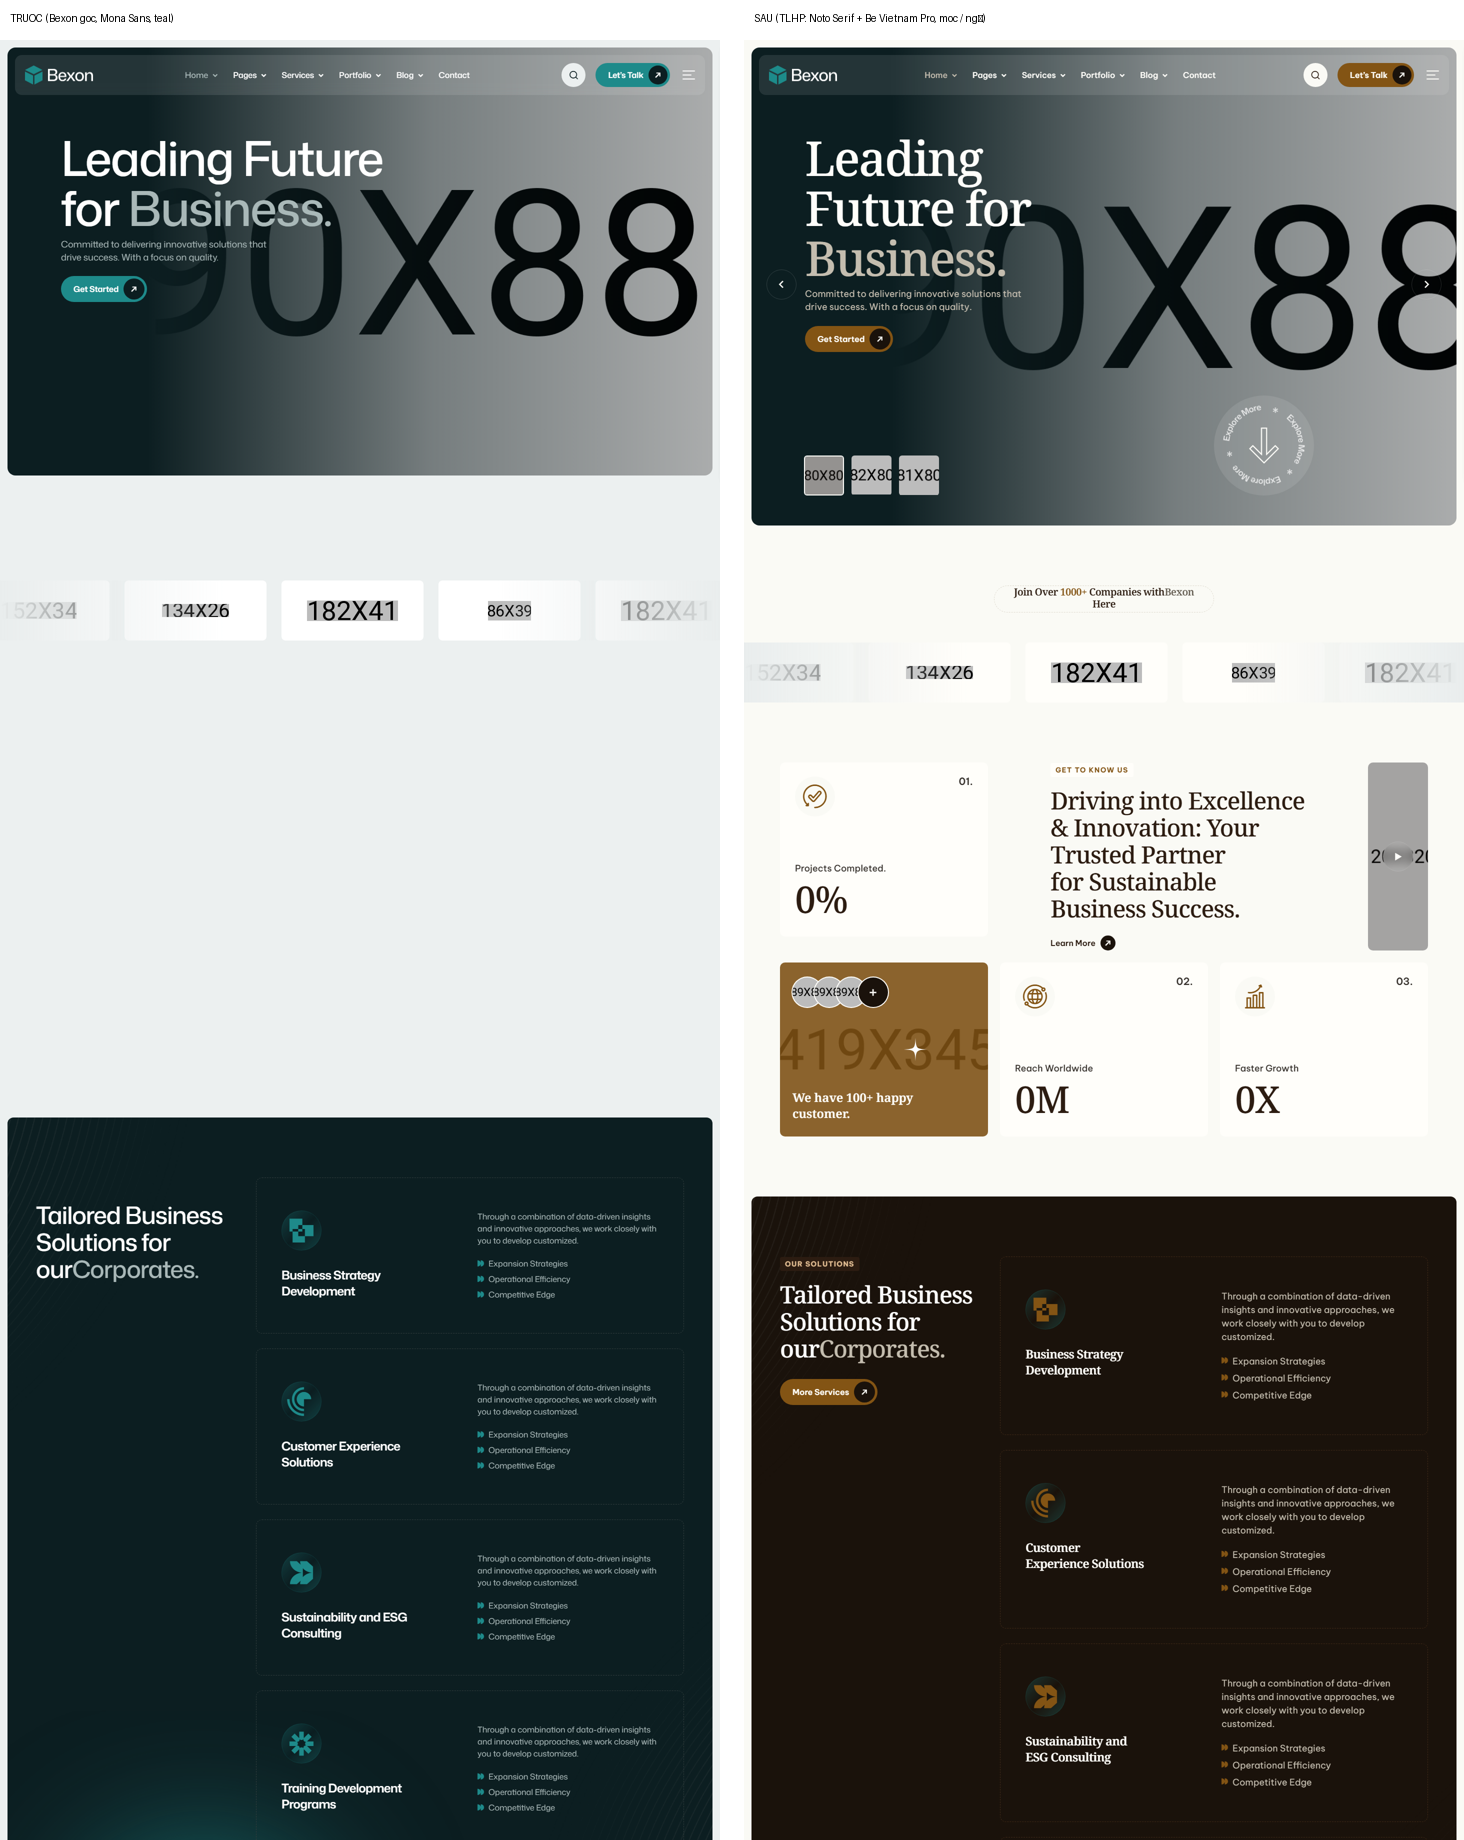 TRUOC (Bexon goc, Mona Sans, teal)
Bexon
Home Pages Services Portfolio Blog Contact
Let's Talk
Leading Future
for Business.
90X88
Committed to delivering innovative solutions that
drive success. With a focus on quality.
Get Started
152X34 134X26 182X41 86X39 182X41
Tailored Business
Solutions for
ourCorporates.
Business Strategy
Development
Through a combination of data-driven insights
and innovative approaches, we work closely with
you to develop customized.
Expansion Strategies
Operational Efficiency
Competitive Edge
Customer Experience
Solutions
Through a combination of data-driven insights
and innovative approaches, we work closely with
you to develop customized.
Expansion Strategies
Operational Efficiency
Competitive Edge
Sustainability and ESG
Consulting
Through a combination of data-driven insights
and innovative approaches, we work closely with
you to develop customized.
Expansion Strategies
Operational Efficiency
Competitive Edge
Training Development
Programs
Through a combination of data-driven insights
and innovative approaches, we work closely with
you to develop customized.
Expansion Strategies
Operational Efficiency
Competitive Edge
SAU (TLHP: Noto Serif + Be Vietnam Pro, moc / ng)
Bexon
Home Pages Services Portfolio Blog Contact
Let's Talk
Leading
Future for
Business.
90X88
Committed to delivering innovative solutions that
drive success. With a focus on quality.
Get Started
80X80 82X80 81X80
Explore More * Explore More * Explore More *
Join Over 1000+ Companies withBexon
Here
152X34 134X26 182X41 86X39 182X41
01.
Projects Completed.
0%
GET TO KNOW US
Driving into Excellence
& Innovation: Your
Trusted Partner
for Sustainable
Business Success.
Learn More
419X345
We have 100+ happy
customer.
02.
Reach Worldwide
0M
03.
Faster Growth
0X
OUR SOLUTIONS
Tailored Business
Solutions for
ourCorporates.
More Services
Business Strategy
Development
Through a combination of data-driven
insights and innovative approaches, we
work closely with you to develop
customized.
Expansion Strategies
Operational Efficiency
Competitive Edge
Customer
Experience Solutions
Through a combination of data-driven
insights and innovative approaches, we
work closely with you to develop
customized.
Expansion Strategies
Operational Efficiency
Competitive Edge
Sustainability and
ESG Consulting
Through a combination of data-driven
insights and innovative approaches, we
work closely with you to develop
customized.
Expansion Strategies
Operational Efficiency
Competitive Edge